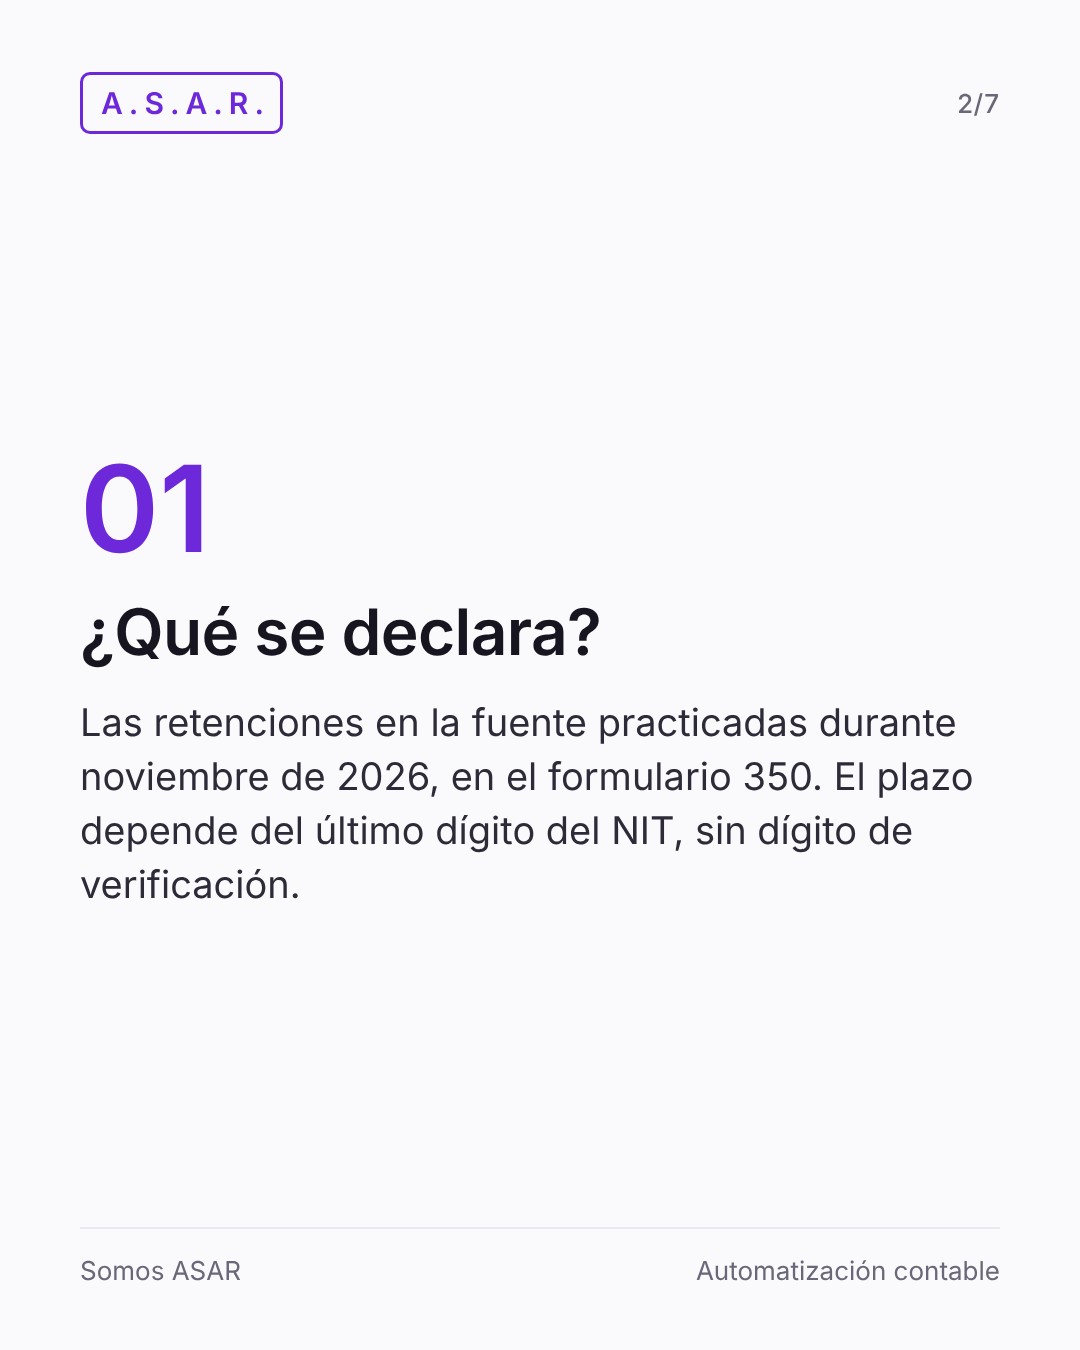 A.S.A.R.
2/7
01
¿Qué se declara?
Las retenciones en la fuente practicadas durante
noviembre de 2026, en el formulario 350. El plazo
depende del último dígito del NIT, sin dígito de
verificación.
Somos ASAR
Automatización contable